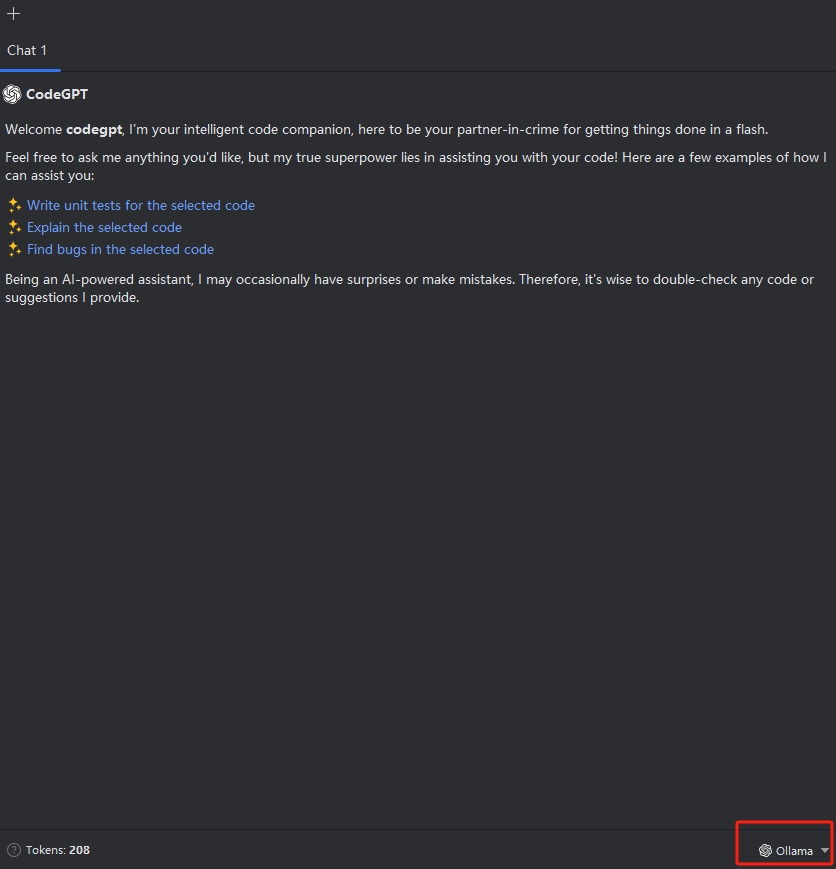 Chat 1
CodeGPT
Welcome codegpt, I'm your intelligent code companion, here to be your partner-in-crime for getting things done in a flash.
Feel free to ask me anything you'd like, but my true superpower lies in assisting you with your code! Here are a few examples of how I
can assist you:
Write unit tests for the selected code
Explain the selected code
Find bugs in the selected code
Being an AI-powered assistant, I may occasionally have surprises or make mistakes. Therefore, it's wise to double-check any code or
suggestions I provide.
? Tokens: 208
Ollama